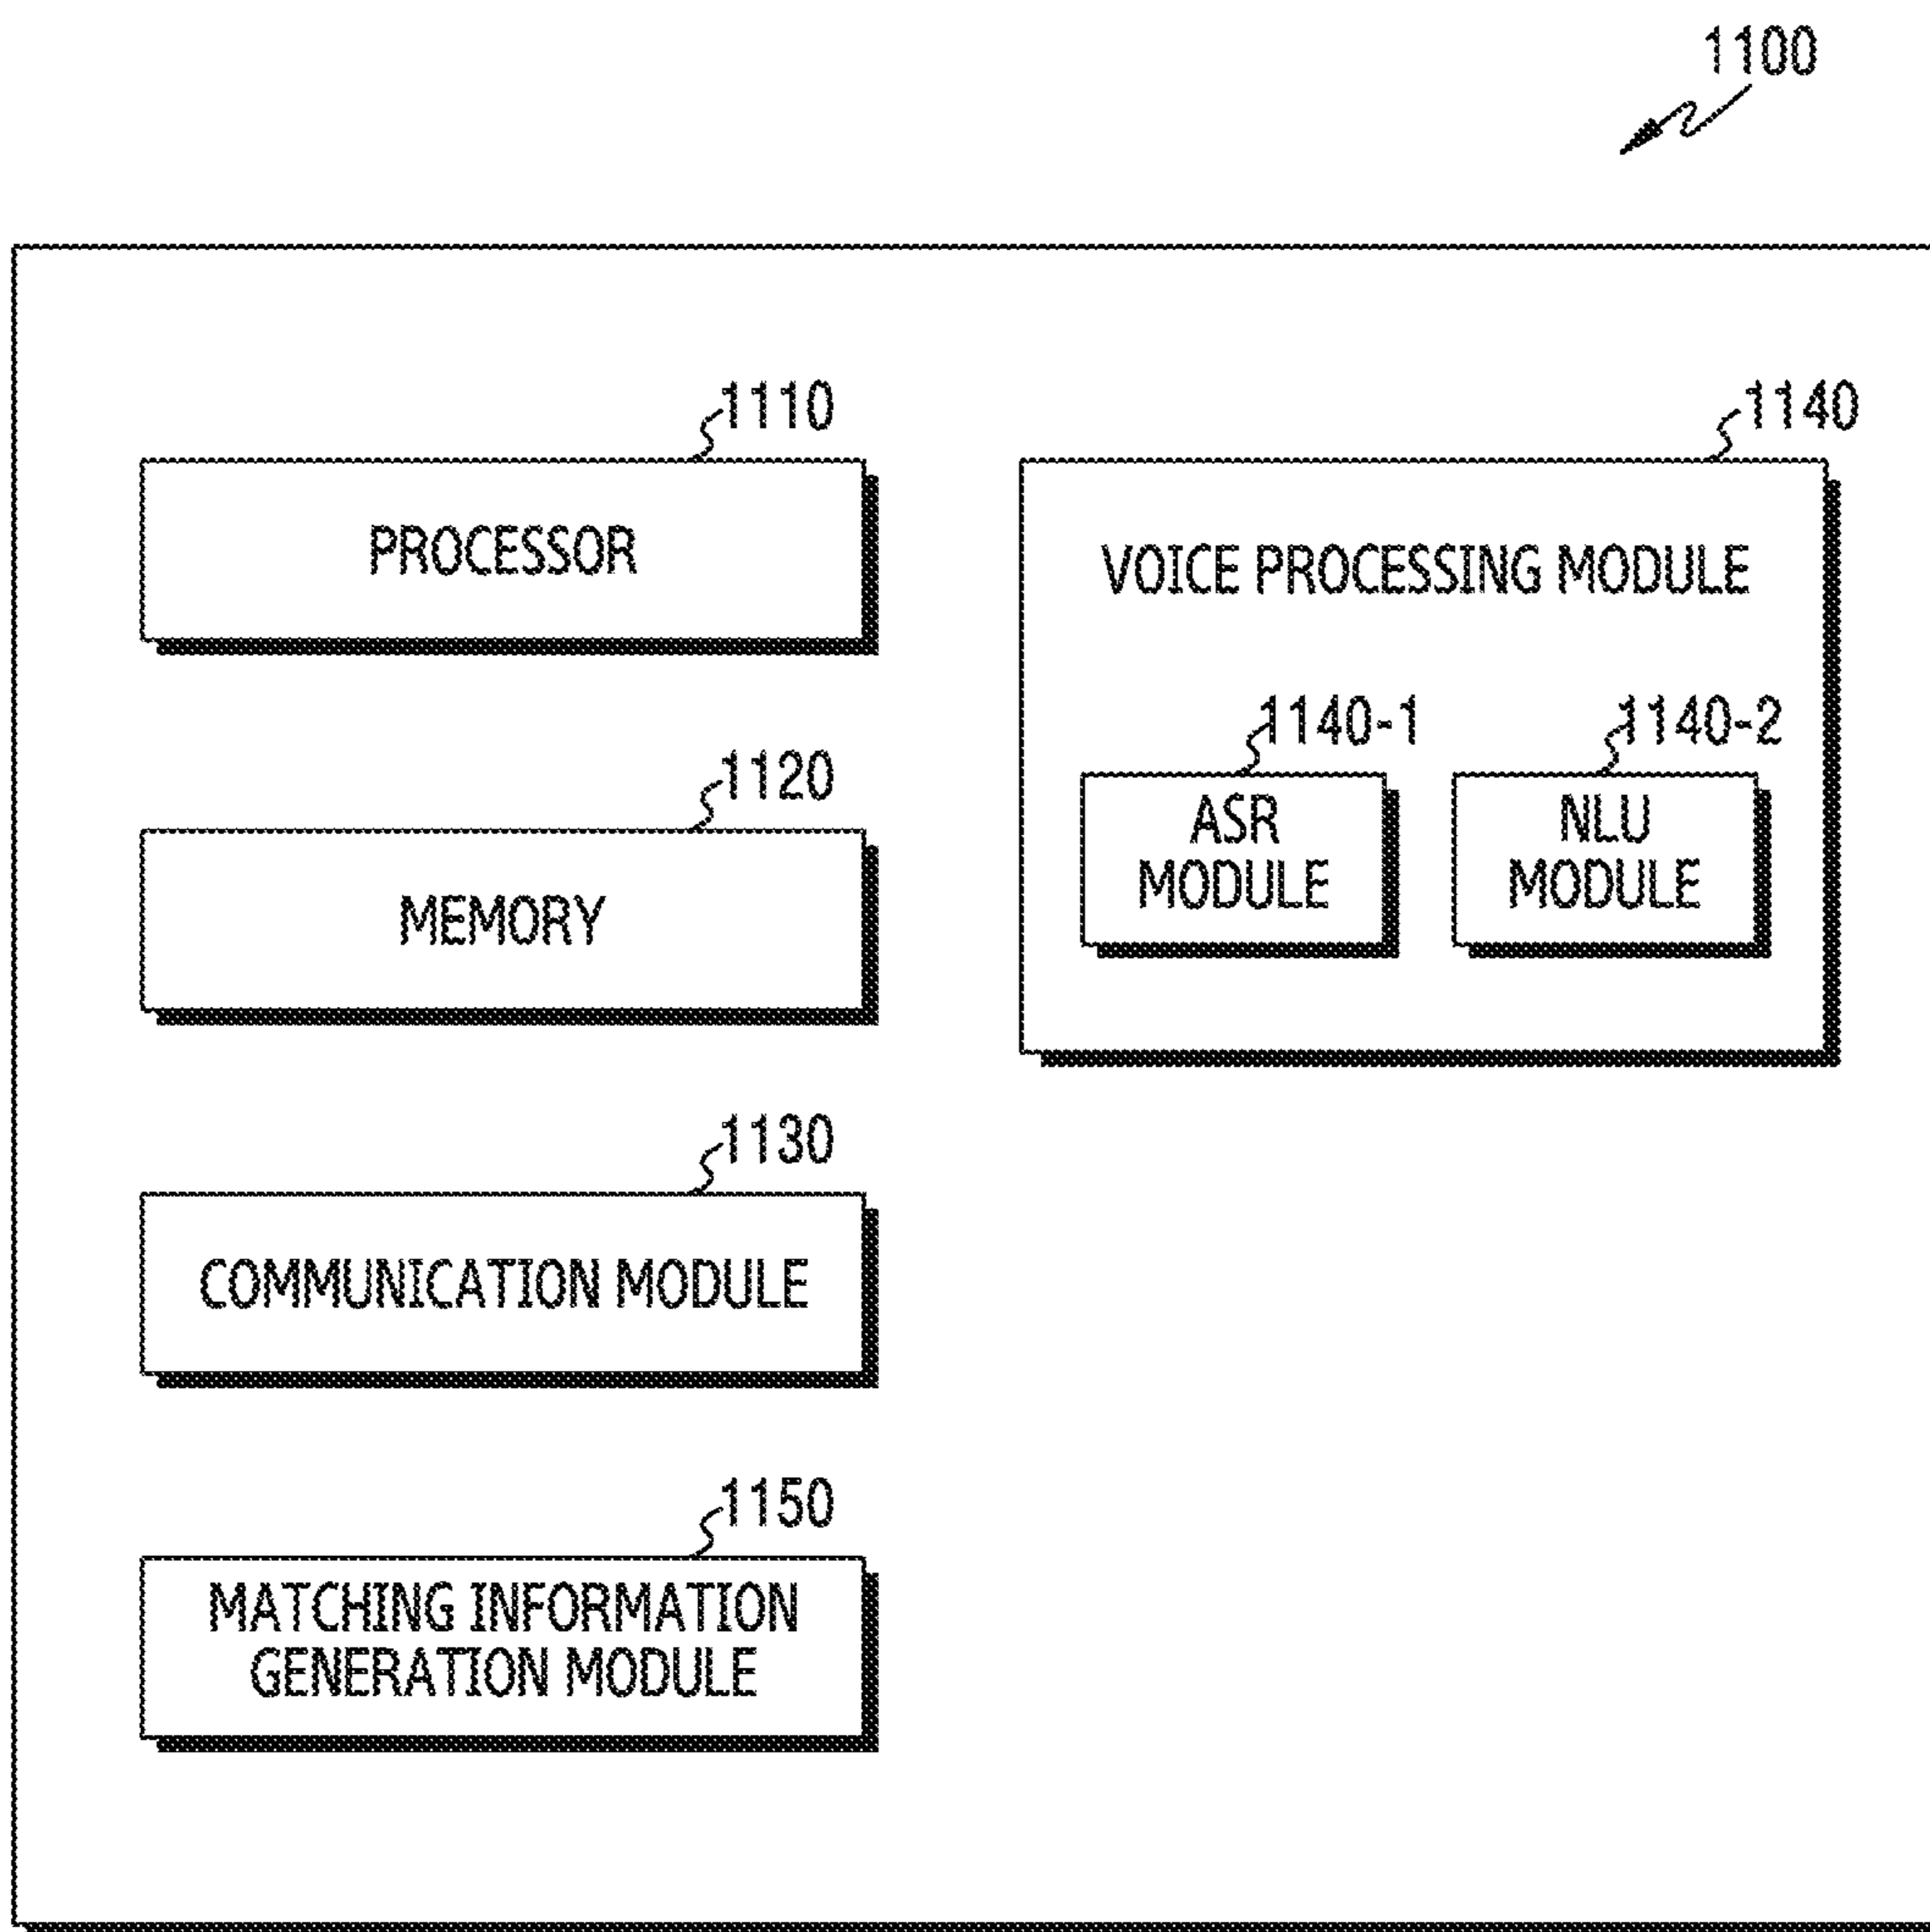 1100
1110
PROCESSOR
1120
MEMORY
1130
COMMUNICATION MODULE
1150
MATCHING INFORMATION
GENERATION MODULE
1140
VOICE PROCESSING MODULE
1140-1
ASR
MODULE
1140-2
NLU
MODULE